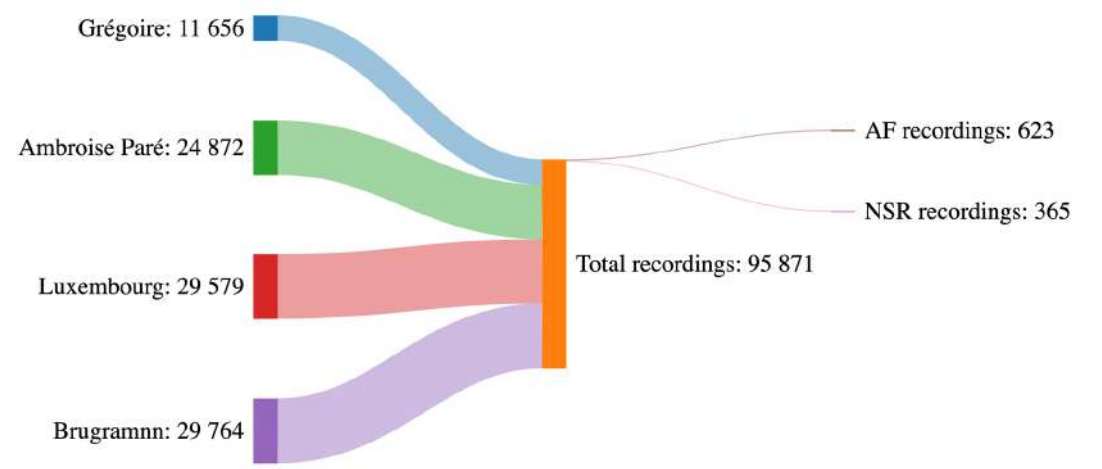 Grégoire: 11 656
Ambroise Paré: 24 872
Luxembourg: 29 579
Brugramnn: 29 764
Total recordings: 95 871
AF recordings: 623
NSR recordings: 365